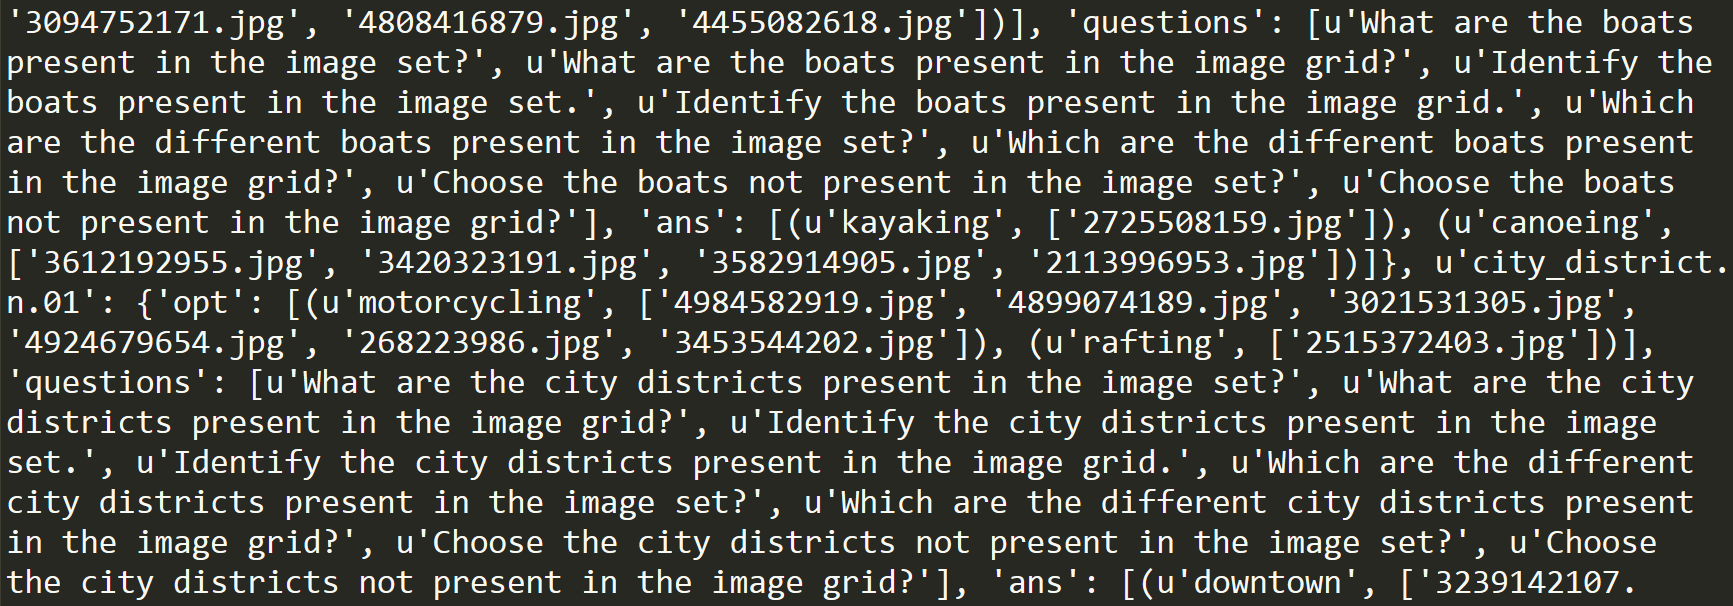 '3094752171.jpg', '4808416879.jpg', '4455082618.jpg'])], 'questions': [u'What are the boats
present in the image set?', u'What are the boats present in the image grid?', u'Identify the
boats present in the image set.', u'Identify the boats present in the image grid.', u'Which
are the different boats present in the image set?', u'Which are the different boats present
in the image grid?', u'Choose the boats not present in the image set?', u'Choose the boats
not present in the image grid?'], 'ans': [(u'kayaking', ['2725508159.jpg']), (u'canoeing',
['3612192955.jpg', '3420323191.jpg', '3582914905.jpg', '2113996953.jpg'])]}, u'city_district.
n.01': {'opt': [(u'motorcycling', ['4984582919.jpg', '4899074189.jpg', '3021531305.jpg',
'4924679654.jpg', '268223986.jpg', '3453544202.jpg']), (u'rafting', ['2515372403.jpg'])],
'questions': [u'What are the city districts present in the image set?', u'What are the city
districts present in the image grid?', u'Identify the city districts present in the image
set.', u'Identify the city districts present in the image grid.', u'Which are the different
city districts present in the image set?', u'Which are the different city districts present
in the image grid?', u'Choose the city districts not present in the image set?', u'Choose
the city districts not present in the image grid?'], 'ans': [(u'downtown', ['3239142107.